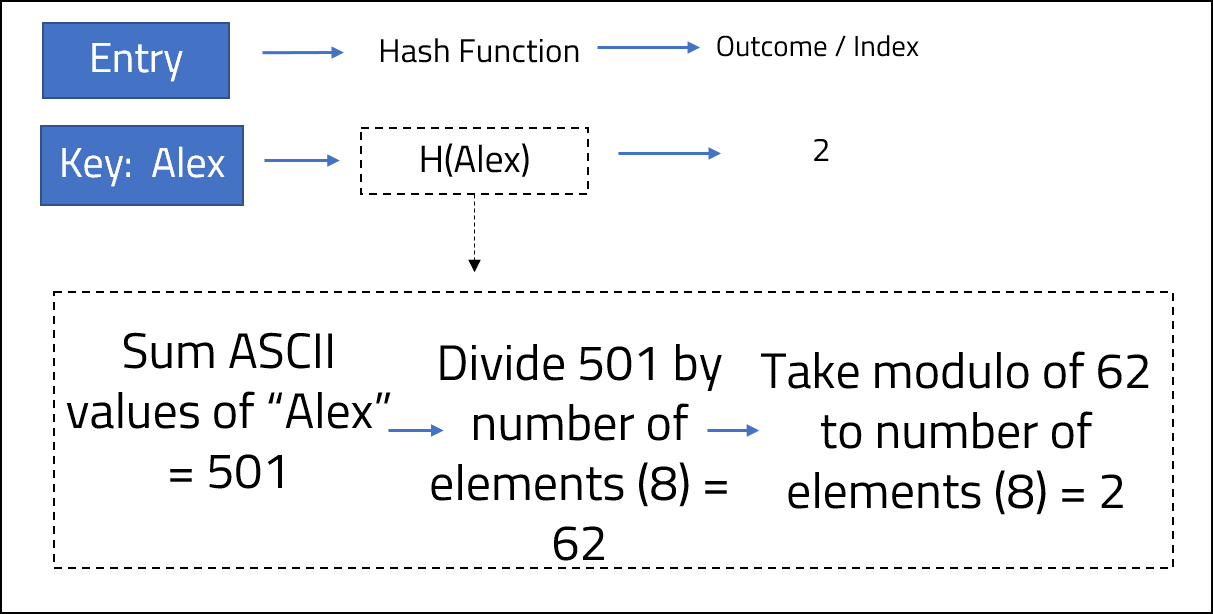 Entry
Hash Function
Outcome / Index
Key: Alex
H(Alex)
2
Sum ASCII
values of “Alex”
= 501
Divide 501 by
number of
elements (8) =
62
Take modulo of 62
to number of
elements (8) = 2